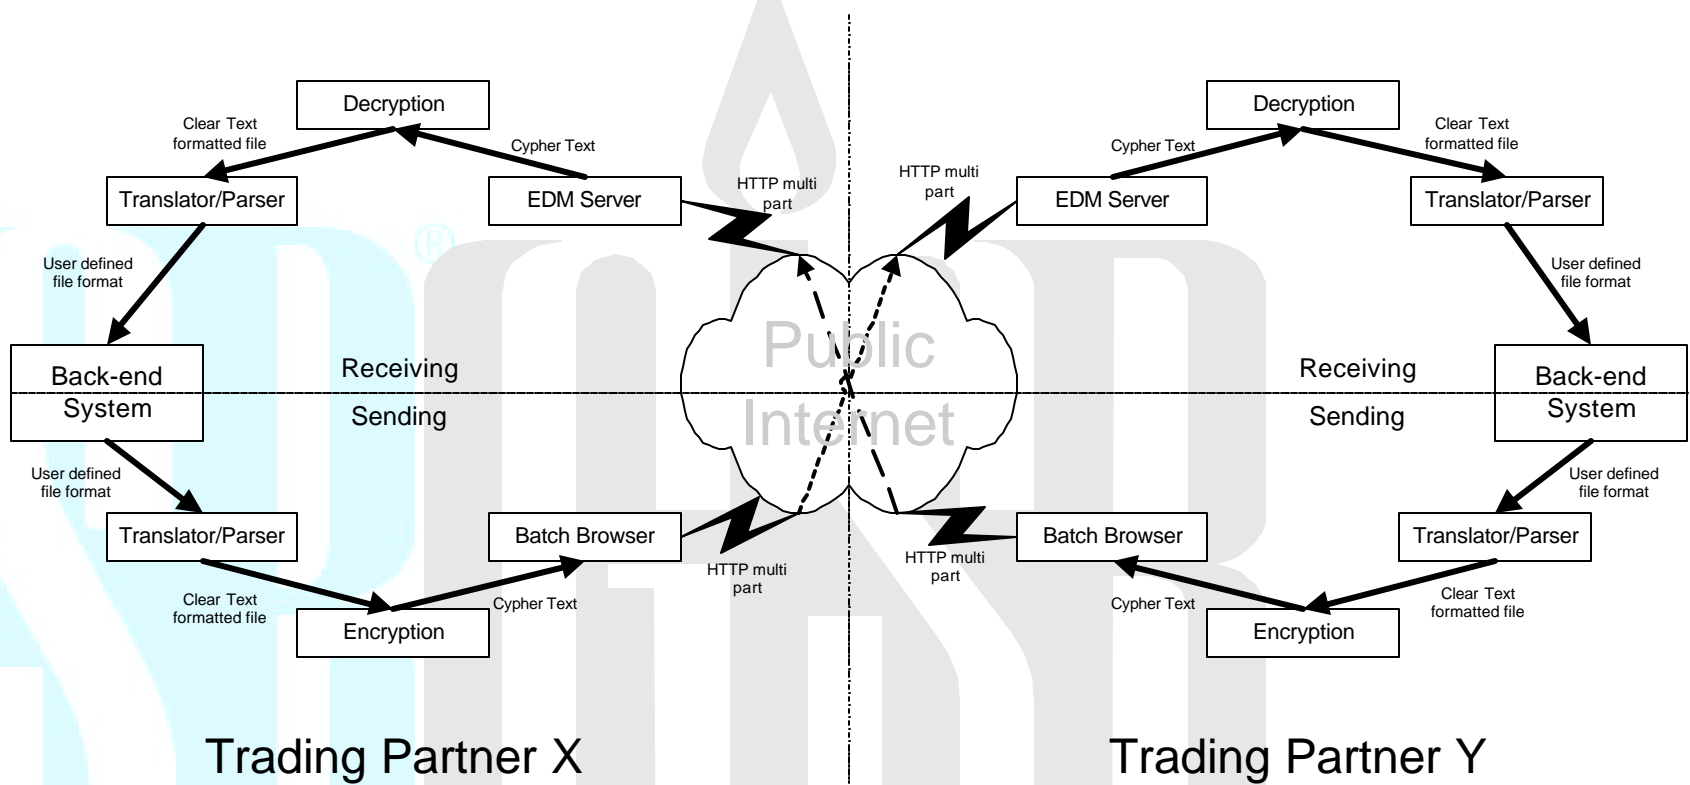 Decryption
Clear Text
formatted file
Cypher Text
Translator/Parser
EDM Server
HTTP multi
part
User defined
file format
Back-end
System
Receiving
Sending
User defined
file format
Translator/Parser
Batch Browser
HTTP multi
part
Clear Text
formatted file
Cypher Text
Encryption
Trading Partner X
Public
Internet
(R)
Decryption
Cypher Text
Clear Text
formatted file
HTTP multi
part
EDM Server
Translator/Parser
User defined
file format
Receiving
Sending
Back-end
System
User defined
file format
Batch Browser
Translator/Parser
HTTP multi
part
Cypher Text
Clear Text
formatted file
Encryption
Trading Partner Y